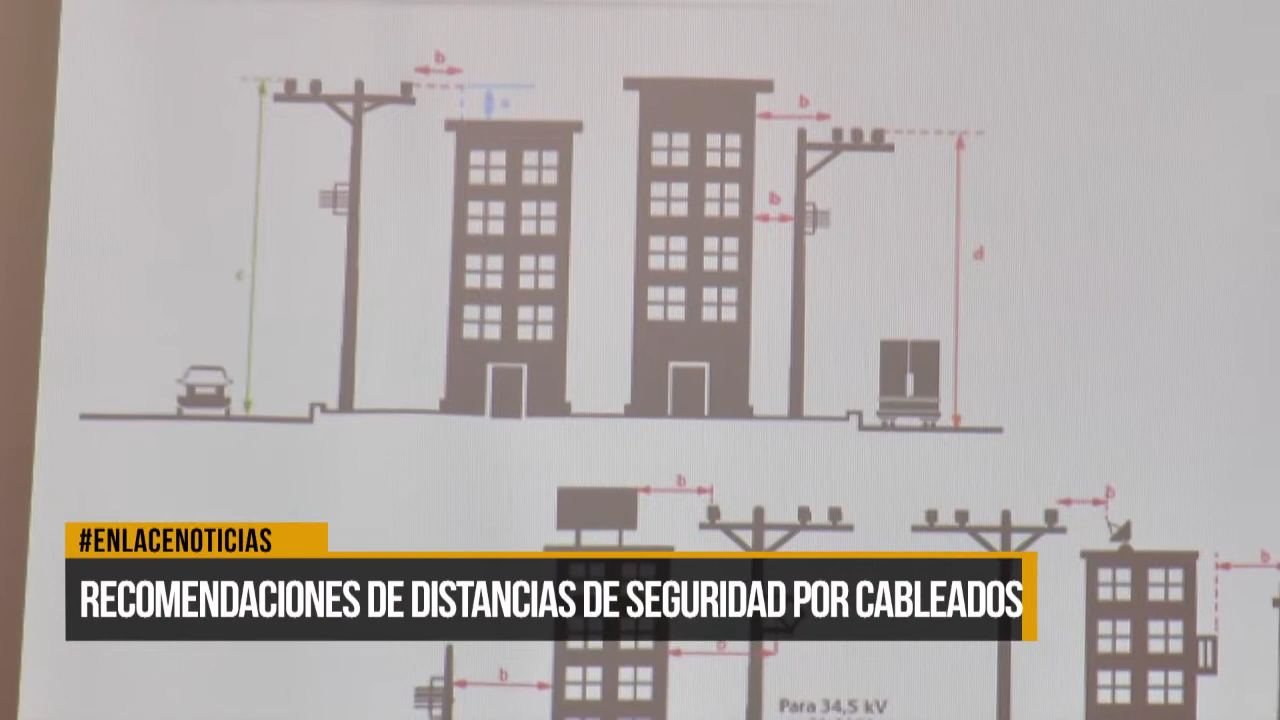 b
a
b
b
c
d
b
b
b
#ENLACENOTICIAS
RECOMENDACIONES DE DISTANCIAS DE SEGURIDAD POR CABLEADOS
b
b
Para 34,5 kV